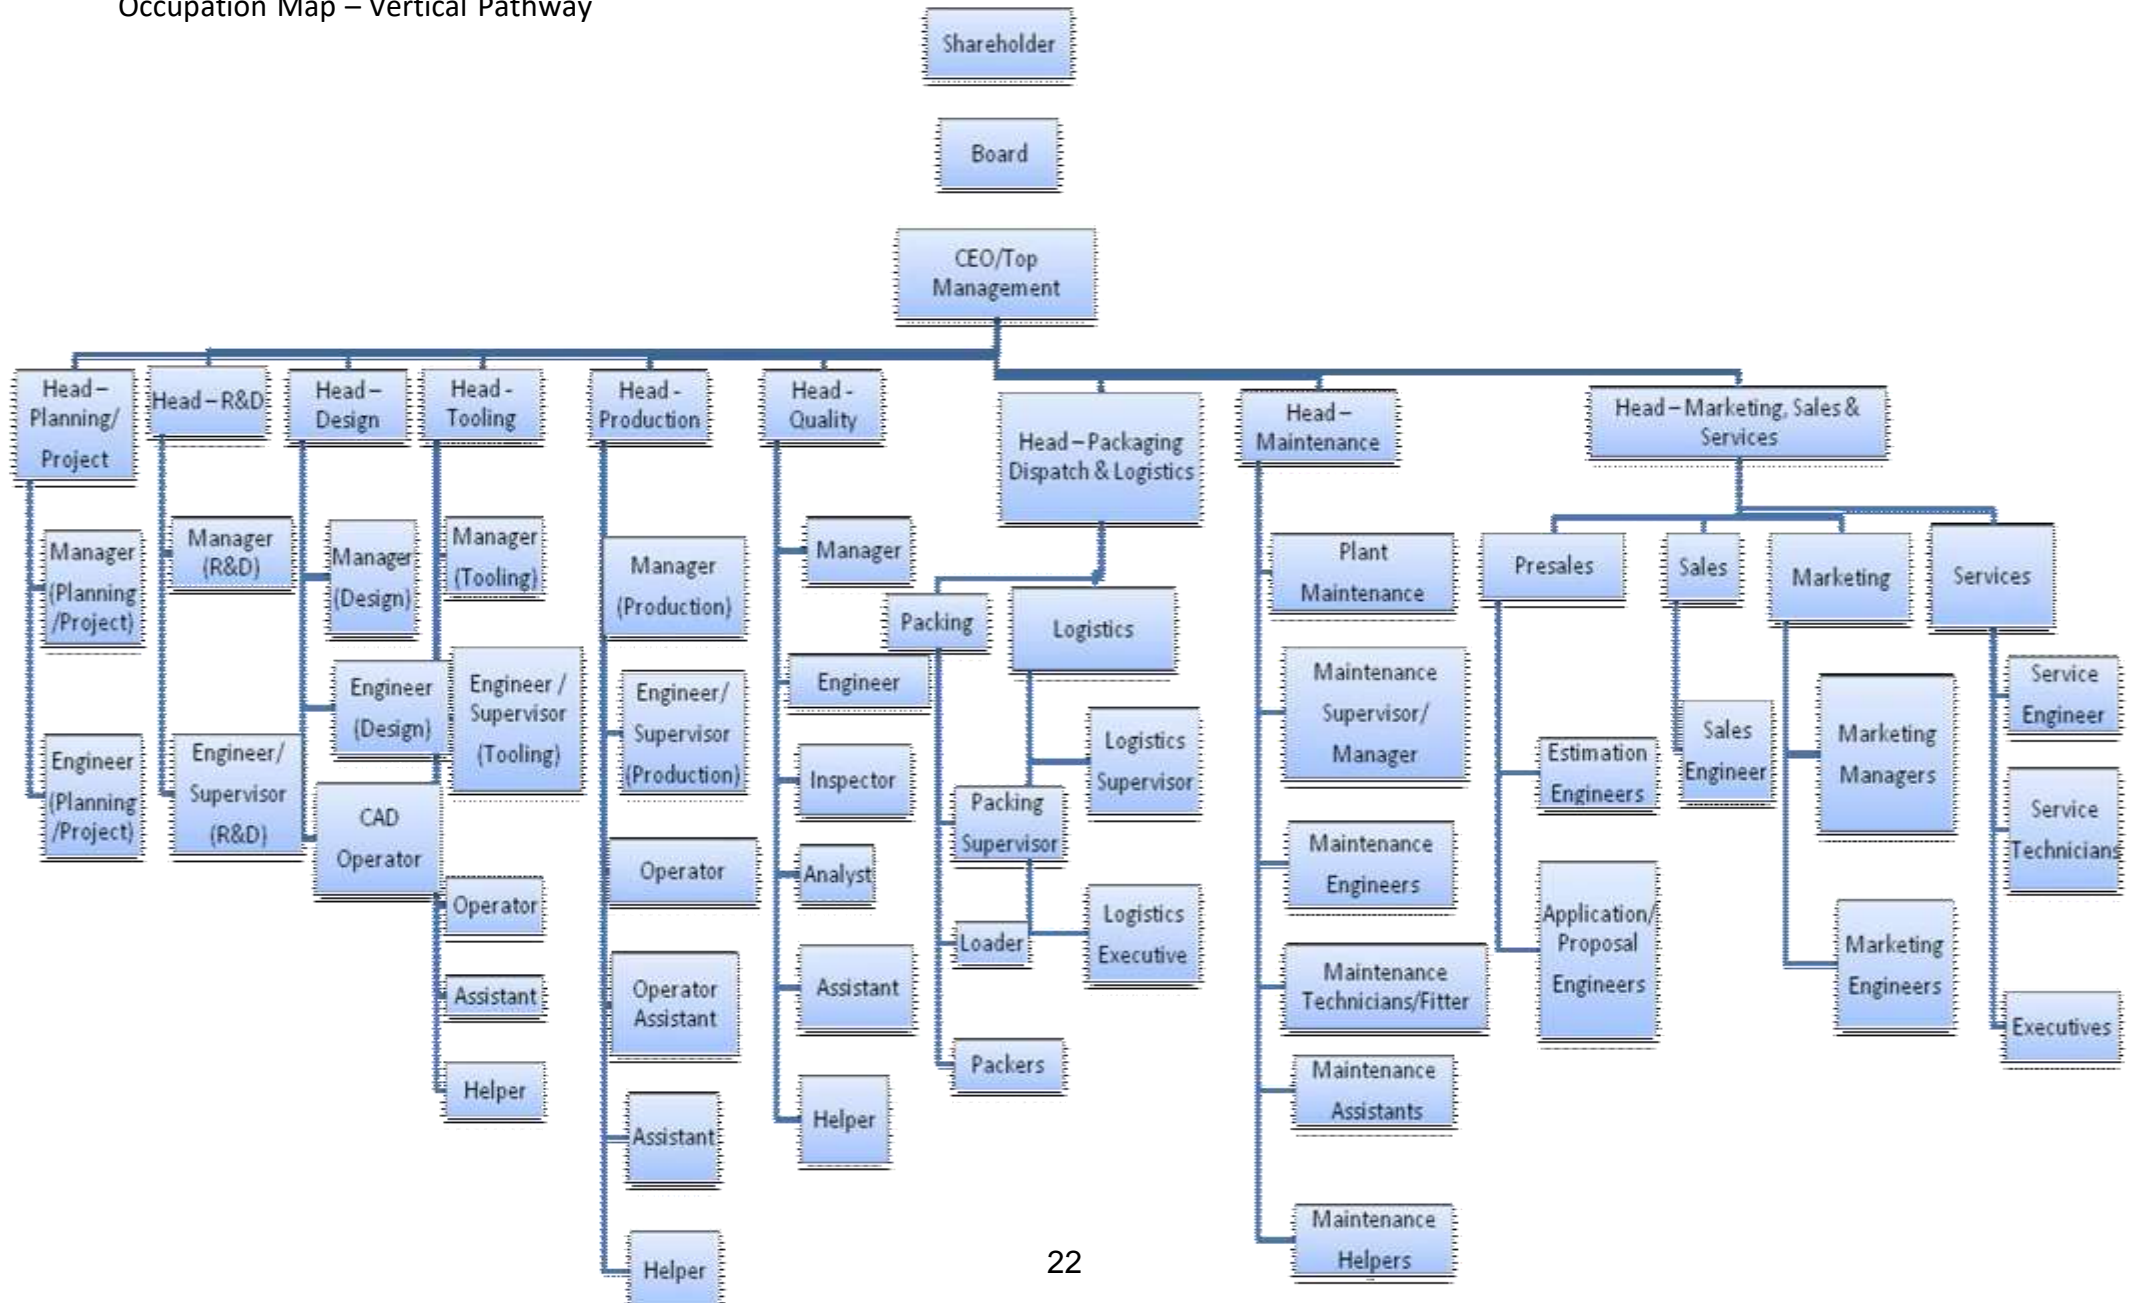 Occupation Map – Vertical Pathway
Shareholder
Board
CEO/Top
Management
Head –
Planning/
Project
Manager
(Planning
/Project)
Engineer
(Planning
/Project)
Head – R&D
Manager
(R&D)
Engineer/
Supervisor
(R&D)
Head –
Design
Manager
(Design)
Engineer
(Design)
CAD
Operator
Head -
Tooling
Manager
(Tooling)
Engineer /
Supervisor
(Tooling)
Operator
Assistant
Helper
Head -
Production
Manager
(Production)
Engineer/
Supervisor
(Production)
Operator
Operator
Assistant
Assistant
Helper
Head -
Quality
Manager
Engineer
Inspector
Analyst
Assistant
Helper
Head – Packaging
Dispatch & Logistics
Packing
Packing
Supervisor
Loader
Packers
Logistics
Logistics
Supervisor
Logistics
Executive
Head –
Maintenance
Plant
Maintenance
Maintenance
Supervisor/
Manager
Maintenance
Engineers
Maintenance
Technicians/Fitter
Maintenance
Assistants
Maintenance
Helpers
Head – Marketing, Sales &
Services
Presales
Estimation
Engineers
Application/
Proposal
Engineers
Sales
Sales
Engineer
Marketing
Marketing
Managers
Marketing
Engineers
Services
Service
Engineer
Service
Technicians
Executives
22